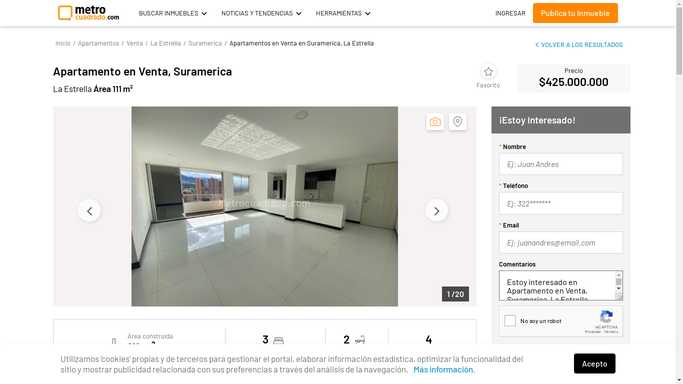 metro
cuadrado.com
BUSCAR INMUEBLES
NOTICIAS Y TENDENCIAS
HERRAMIENTAS
INGRESAR
Publica tu Inmueble
Inicio / Apartamentos / Venta / La Estrella / Suramerica / Apartamentos en Venta en Suramerica, La Estrella
VOLVER A LOS RESULTADOS
Apartamento en Venta, Suramerica
La Estrella Área 111 m²
Favorito
Precio
$425.000.000
metrocuadrado.com
1 / 20
¡Estoy Interesado!
* Nombre
Ej: Juan Andres
* Teléfono
Ej: 322*******
* Email
Ej: juanandres@email.com
Comentarios
Estoy interesado en
Apartamento en Venta,
Suramerica, La Estrella
No soy un robot
reCAPTCHA
Privacidad - Términos
Área construida
3
2
4
Utilizamos 'cookies' propias y de terceros para gestionar el portal, elaborar información estadística, optimizar la funcionalidad del
sitio y mostrar publicidad relacionada con sus preferencias a través del análisis de la navegación. Más información.
Acepto